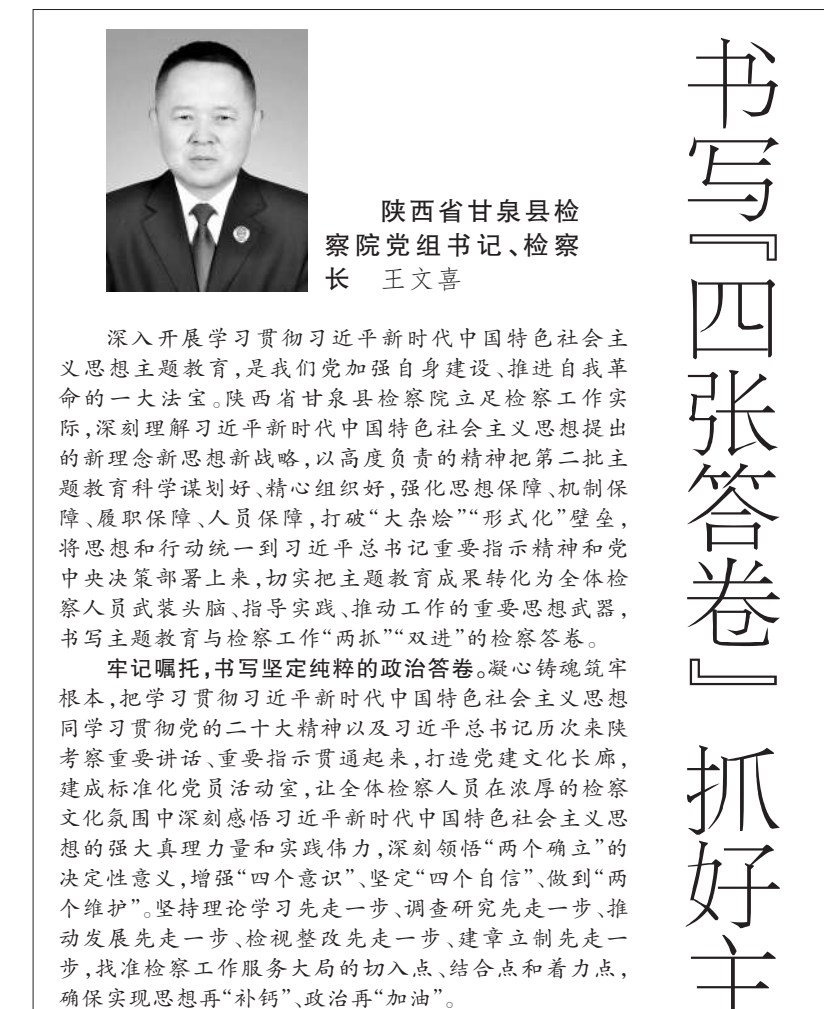 书写『四张答卷』 抓好主
陕西省甘泉县检
察院党组书记、检察
长 王文喜
深入开展学习贯彻习近平新时代中国特色社会主
义思想主题教育,是我们党加强自身建设、推进自我革
命的一大法宝。陕西省甘泉县检察院立足检察工作实
际,深刻理解习近平新时代中国特色社会主义思想提出
的新理念新思想新战略,以高度负责的精神把第二批主
题教育科学谋划好、精心组织好,强化思想保障、机制保
障、履职保障、人员保障,打破“大杂烩”“形式化”壁垒,
将思想和行动统一到习近平总书记重要指示精神和党
中央决策部署上来,切实把主题教育成果转化为全体检
察人员武装头脑、指导实践、推动工作的重要思想武器,
书写主题教育与检察工作“两抓”“双进”的检察答卷。
牢记嘱托,书写坚定纯粹的政治答卷。凝心铸魂筑牢
根本,把学习贯彻习近平新时代中国特色社会主义思想
同学习贯彻党的二十大精神以及习近平总书记历次来陕
考察重要讲话、重要指示贯通起来,打造党建文化长廊,
建成标准化党员活动室,让全体检察人员在浓厚的检察
文化氛围中深刻感悟习近平新时代中国特色社会主义思
想的强大真理力量和实践伟力,深刻领悟“两个确立”的
决定性意义,增强“四个意识”、坚定“四个自信”、做到“两
个维护”。坚持理论学习先走一步、调查研究先走一步、推
动发展先走一步、检视整改先走一步、建章立制先走一
步,找准检察工作服务大局的切入点、结合点和着力点,
确保实现思想再“补钙”、政治再“加油”。